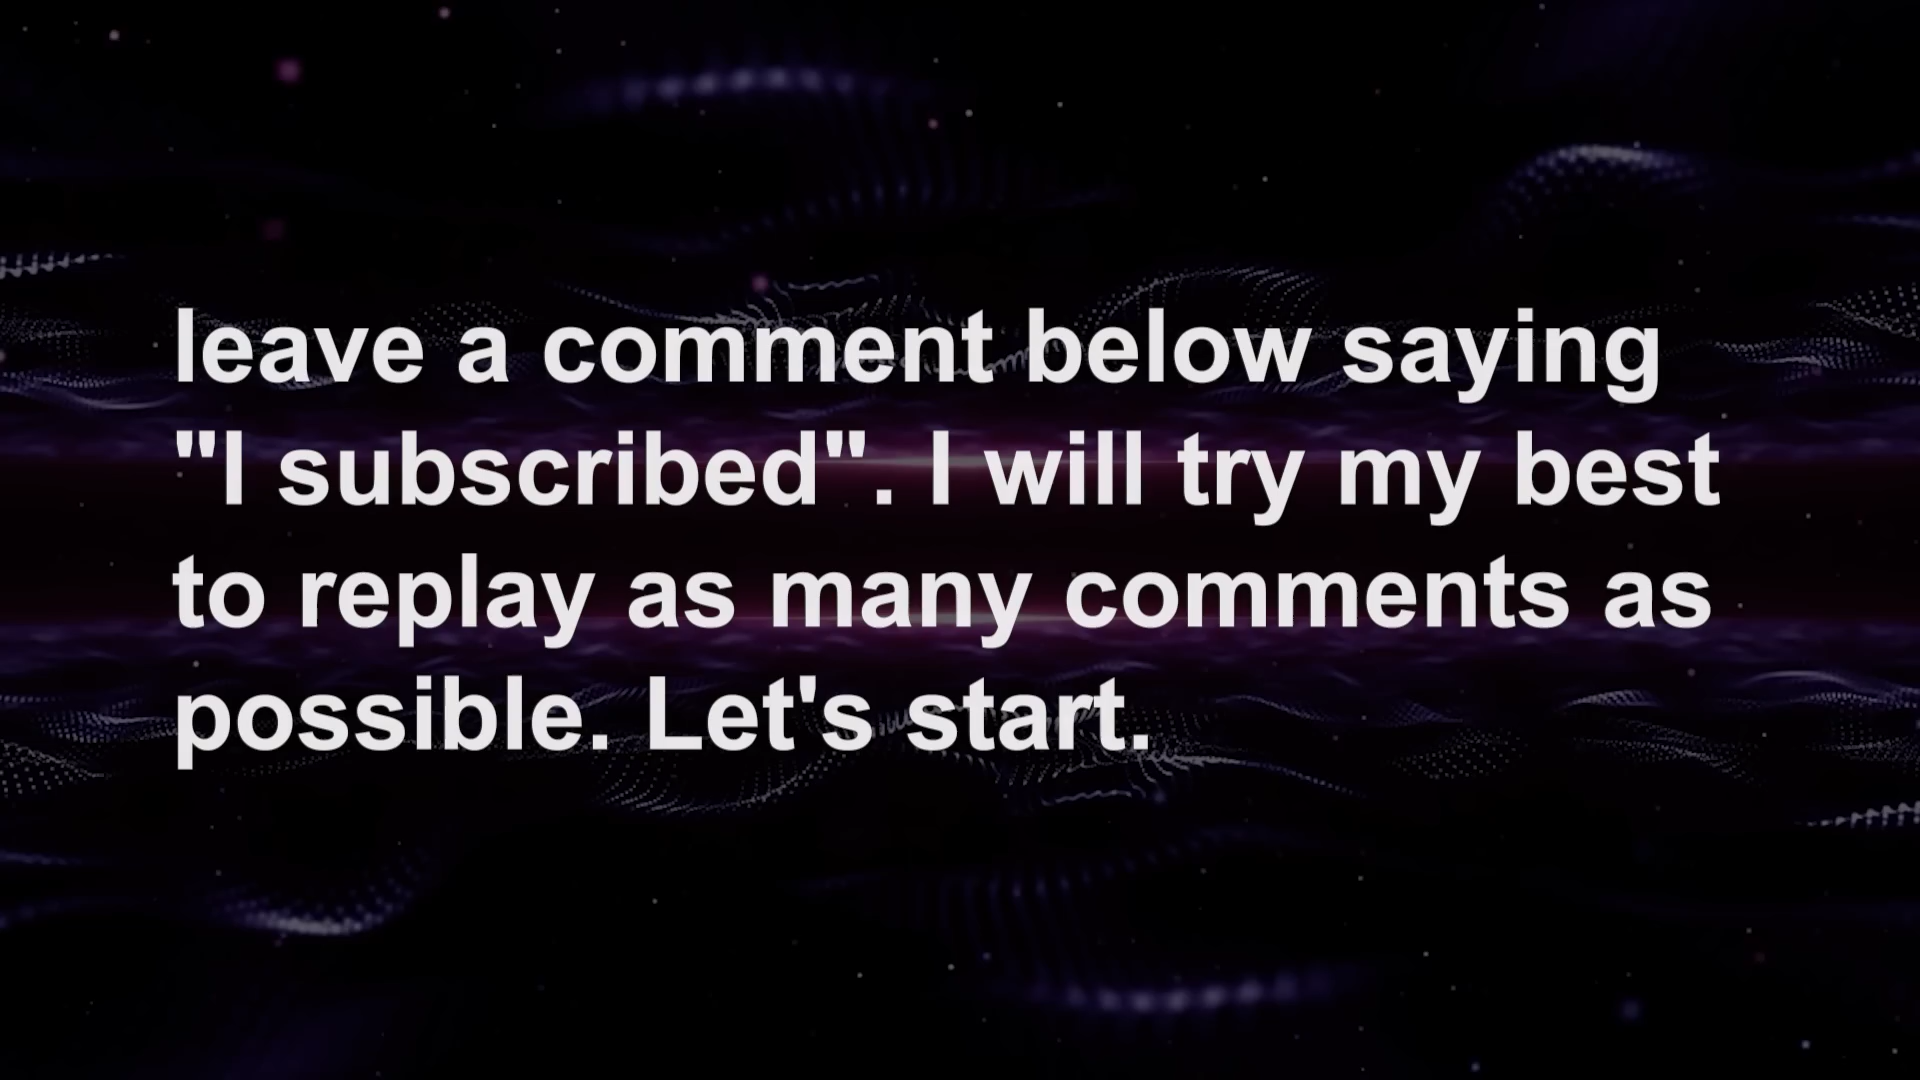 leave a comment below saying
"I subscribed". I will try my best
to replay as many comments as
possible. Let's start.